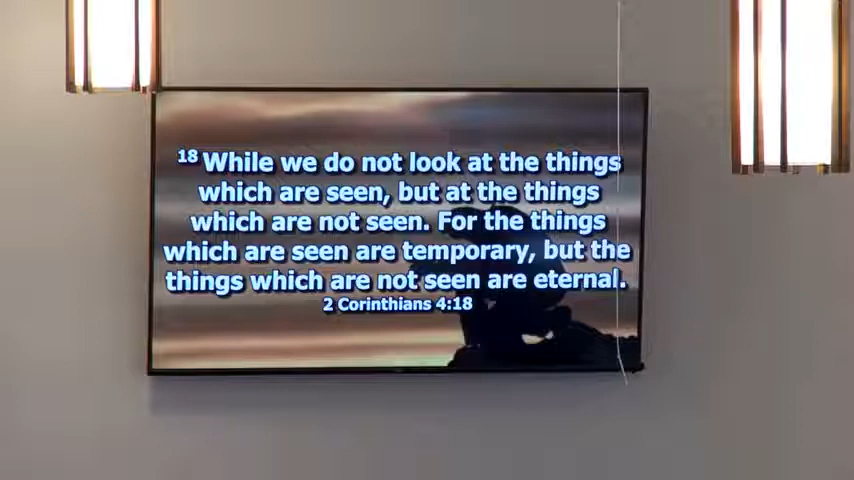 18 While we do not look at the things
which are seen, but at the things
which are not seen. For the things
which are seen are temporary, but the
things which are not seen are eternal.
2 Corinthians 4:18